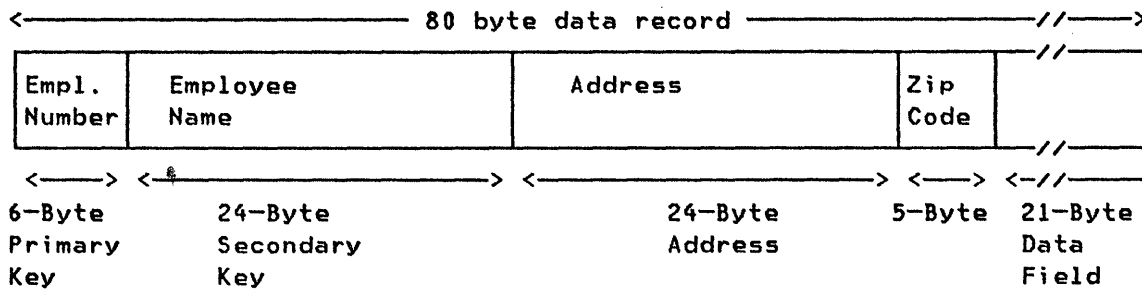 80 byte data record
Empl. Employee Address Zip
Number Name Code
6-Byte 24-Byte 24-Byte 5-Byte 21-Byte
Primary Secondary Address Data
Key Key Field